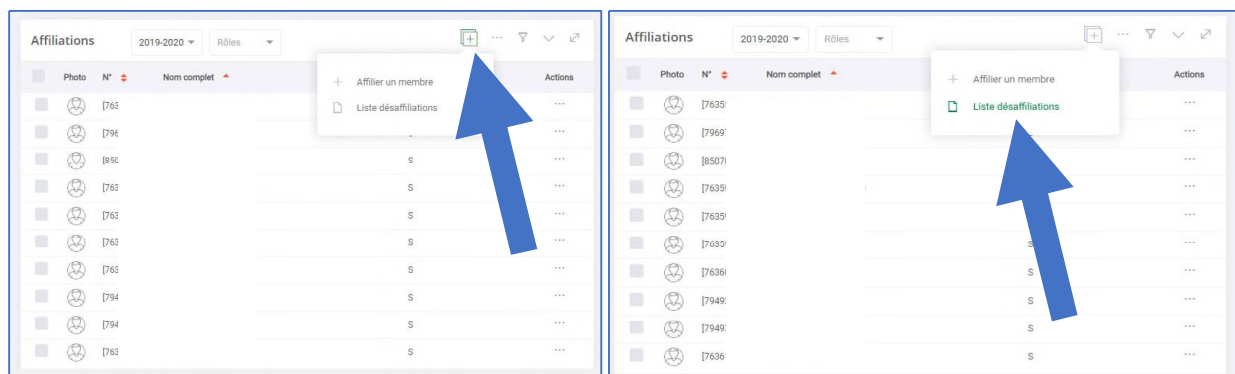 Affiliations 2019-2020 Rôles
Affilier un membre
Photo N° Nom complet Actions
Liste désaffiliations
[763
[796
[850 S
[763 S
[763 S
[763 S
[763 S
[794 S
[794 S
[763 S
Affiliations 2019-2020 Rôles
Affilier un membre
Photo N° Nom complet Actions
Liste désaffiliations
[7635
[7969
[8507
[7635
[7635
[7635 S
[7636 S
[7949 S
[7949 S
[7636 S